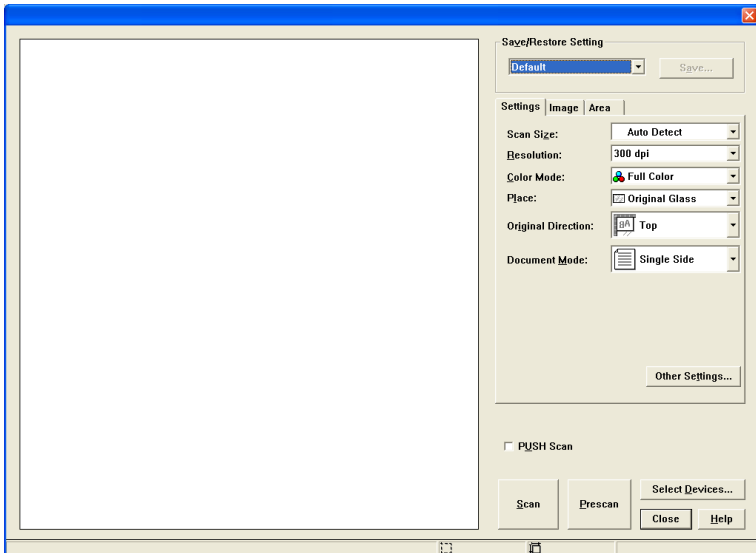 Save/Restore Setting
Default
Save...
Settings
Image
Area
Scan Size:
Auto Detect
Resolution:
300 dpi
Color Mode:
Full Color
Place:
Original Glass
Original Direction:
Top
Document Mode:
Single Side
Other Settings...
PUSH Scan
Scan
Prescan
Select Devices...
Close
Help